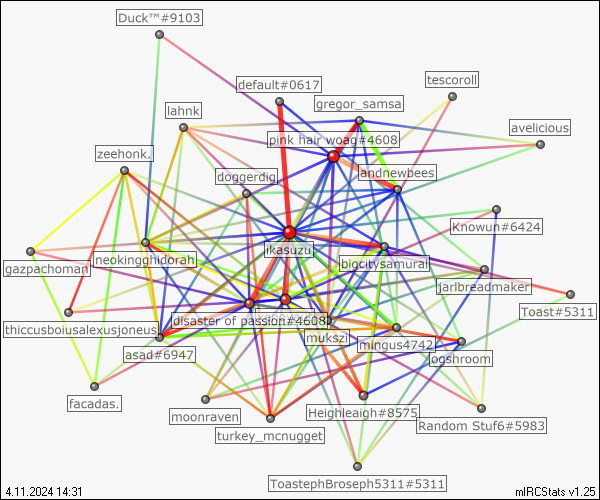 Duck™#9103
default#0617
tescoroll
gregor_samsa
lahnk
avelicious
pink hair woag#4608
zeehonk.
andnewbees
doggerdig
Knowun#6424
ikasuzu
neokingghidorah
bigcitysamurai
gazpachoman
jarlbreadmaker
Toast#5311
disaster of passion#4608
thiccusboiusalexusjoneus
mukszi
mingus4742
asad#6947
ogshroom
facadas.
moonraven
Heighleaigh#8575
Random Stuf6#5983
turkey_mcnugget
ToastephBroseph5311#5311
4.11.2024 14:31
mIRCStats v1.25